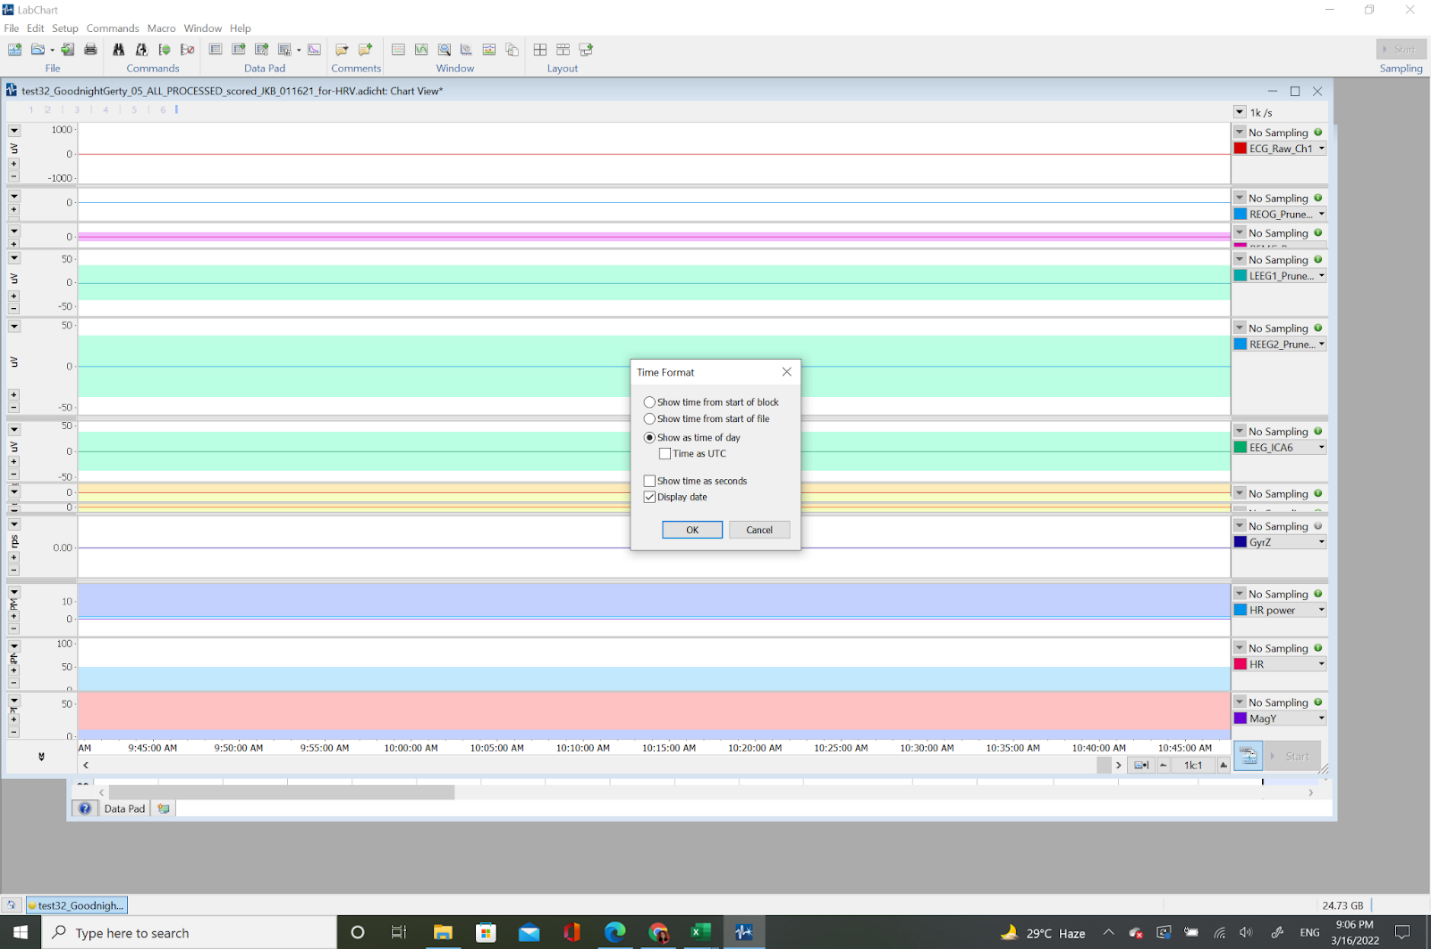 LabChart
File Edit Setup Commands Macro Window Help
Start
File Commands Data Pad Comments Window Layout Sampling
test32_GoodnightGerty_05_ALL_PROCESSED_scored_JKB_011621_for-HRV.adicht: Chart View*
1 2 3 4 5 6
1k /s
1000
uV
0
-1000
No Sampling
ECG_Raw_Ch1
0
No Sampling
REOG_Prune...
0
No Sampling
50
uV
0
-50
No Sampling
LEEG1_Prune...
50
uV
0
-50
No Sampling
REEG2_Prune...
50
uV
0
-50
No Sampling
EEG_ICA6
0
No Sampling
0
No Sampling
rps
0.00
No Sampling
GyrZ
10
0
No Sampling
HR power
100
50
0
No Sampling
HR
50
0
No Sampling
MagY
Time Format
Show time from start of block
Show time from start of file
Show as time of day
Time as UTC
Show time as seconds
Display date
OK Cancel
AM 9:45:00 AM 9:50:00 AM 9:55:00 AM 10:00:00 AM 10:05:00 AM 10:10:00 AM 10:15:00 AM 10:20:00 AM 10:25:00 AM 10:30:00 AM 10:35:00 AM 10:40:00 AM 10:45:00 AM
1k:1
Start
Data Pad
test32_Goodnigh...
24.73 GB
Type here to search
29°C Haze
ENG
9:06 PM
3/16/2022